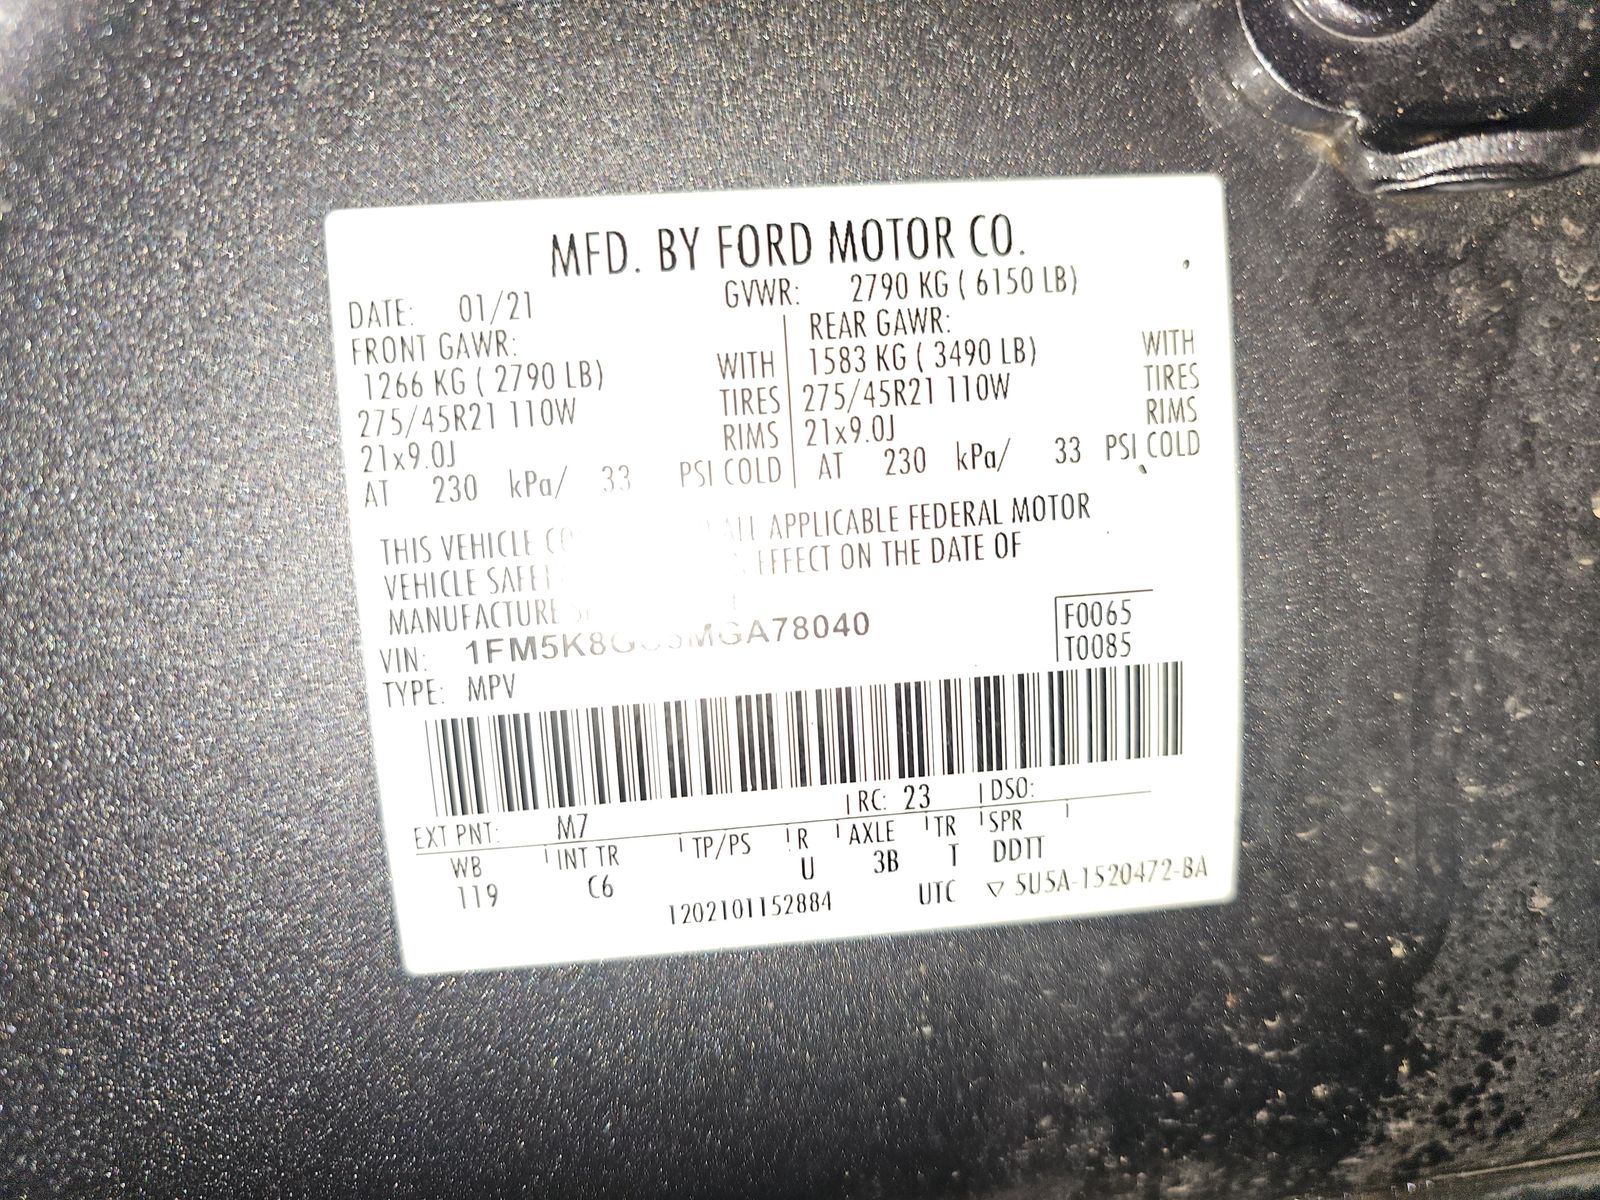 MFD. BY FORD MOTOR CO.
DATE: 01/21
GVWR: 2790 KG ( 6150 LB)
FRONT GAWR:
1266 KG ( 2790 LB) WITH
275/45R21 110W TIRES
21x9.0J RIMS
AT 230 kPa/ 33 PSI COLD
REAR GAWR:
1583 KG ( 3490 LB) WITH
275/45R21 110W TIRES
21x9.0J RIMS
AT 230 kPa/ 33 PSI COLD
THIS VEHICLE APPLICABLE FEDERAL MOTOR
VEHICLE EFFECT ON THE DATE OF
VIN:
F0065
T0085
TYPE: MPV
EXT PNT: M7 RC: 23 DSO:
WB INT TR TP/PS R AXLE TR SPR
119 C6 U 3B T DDTT
1202101152884 UTC ▽ 5U5A-1520472-BA